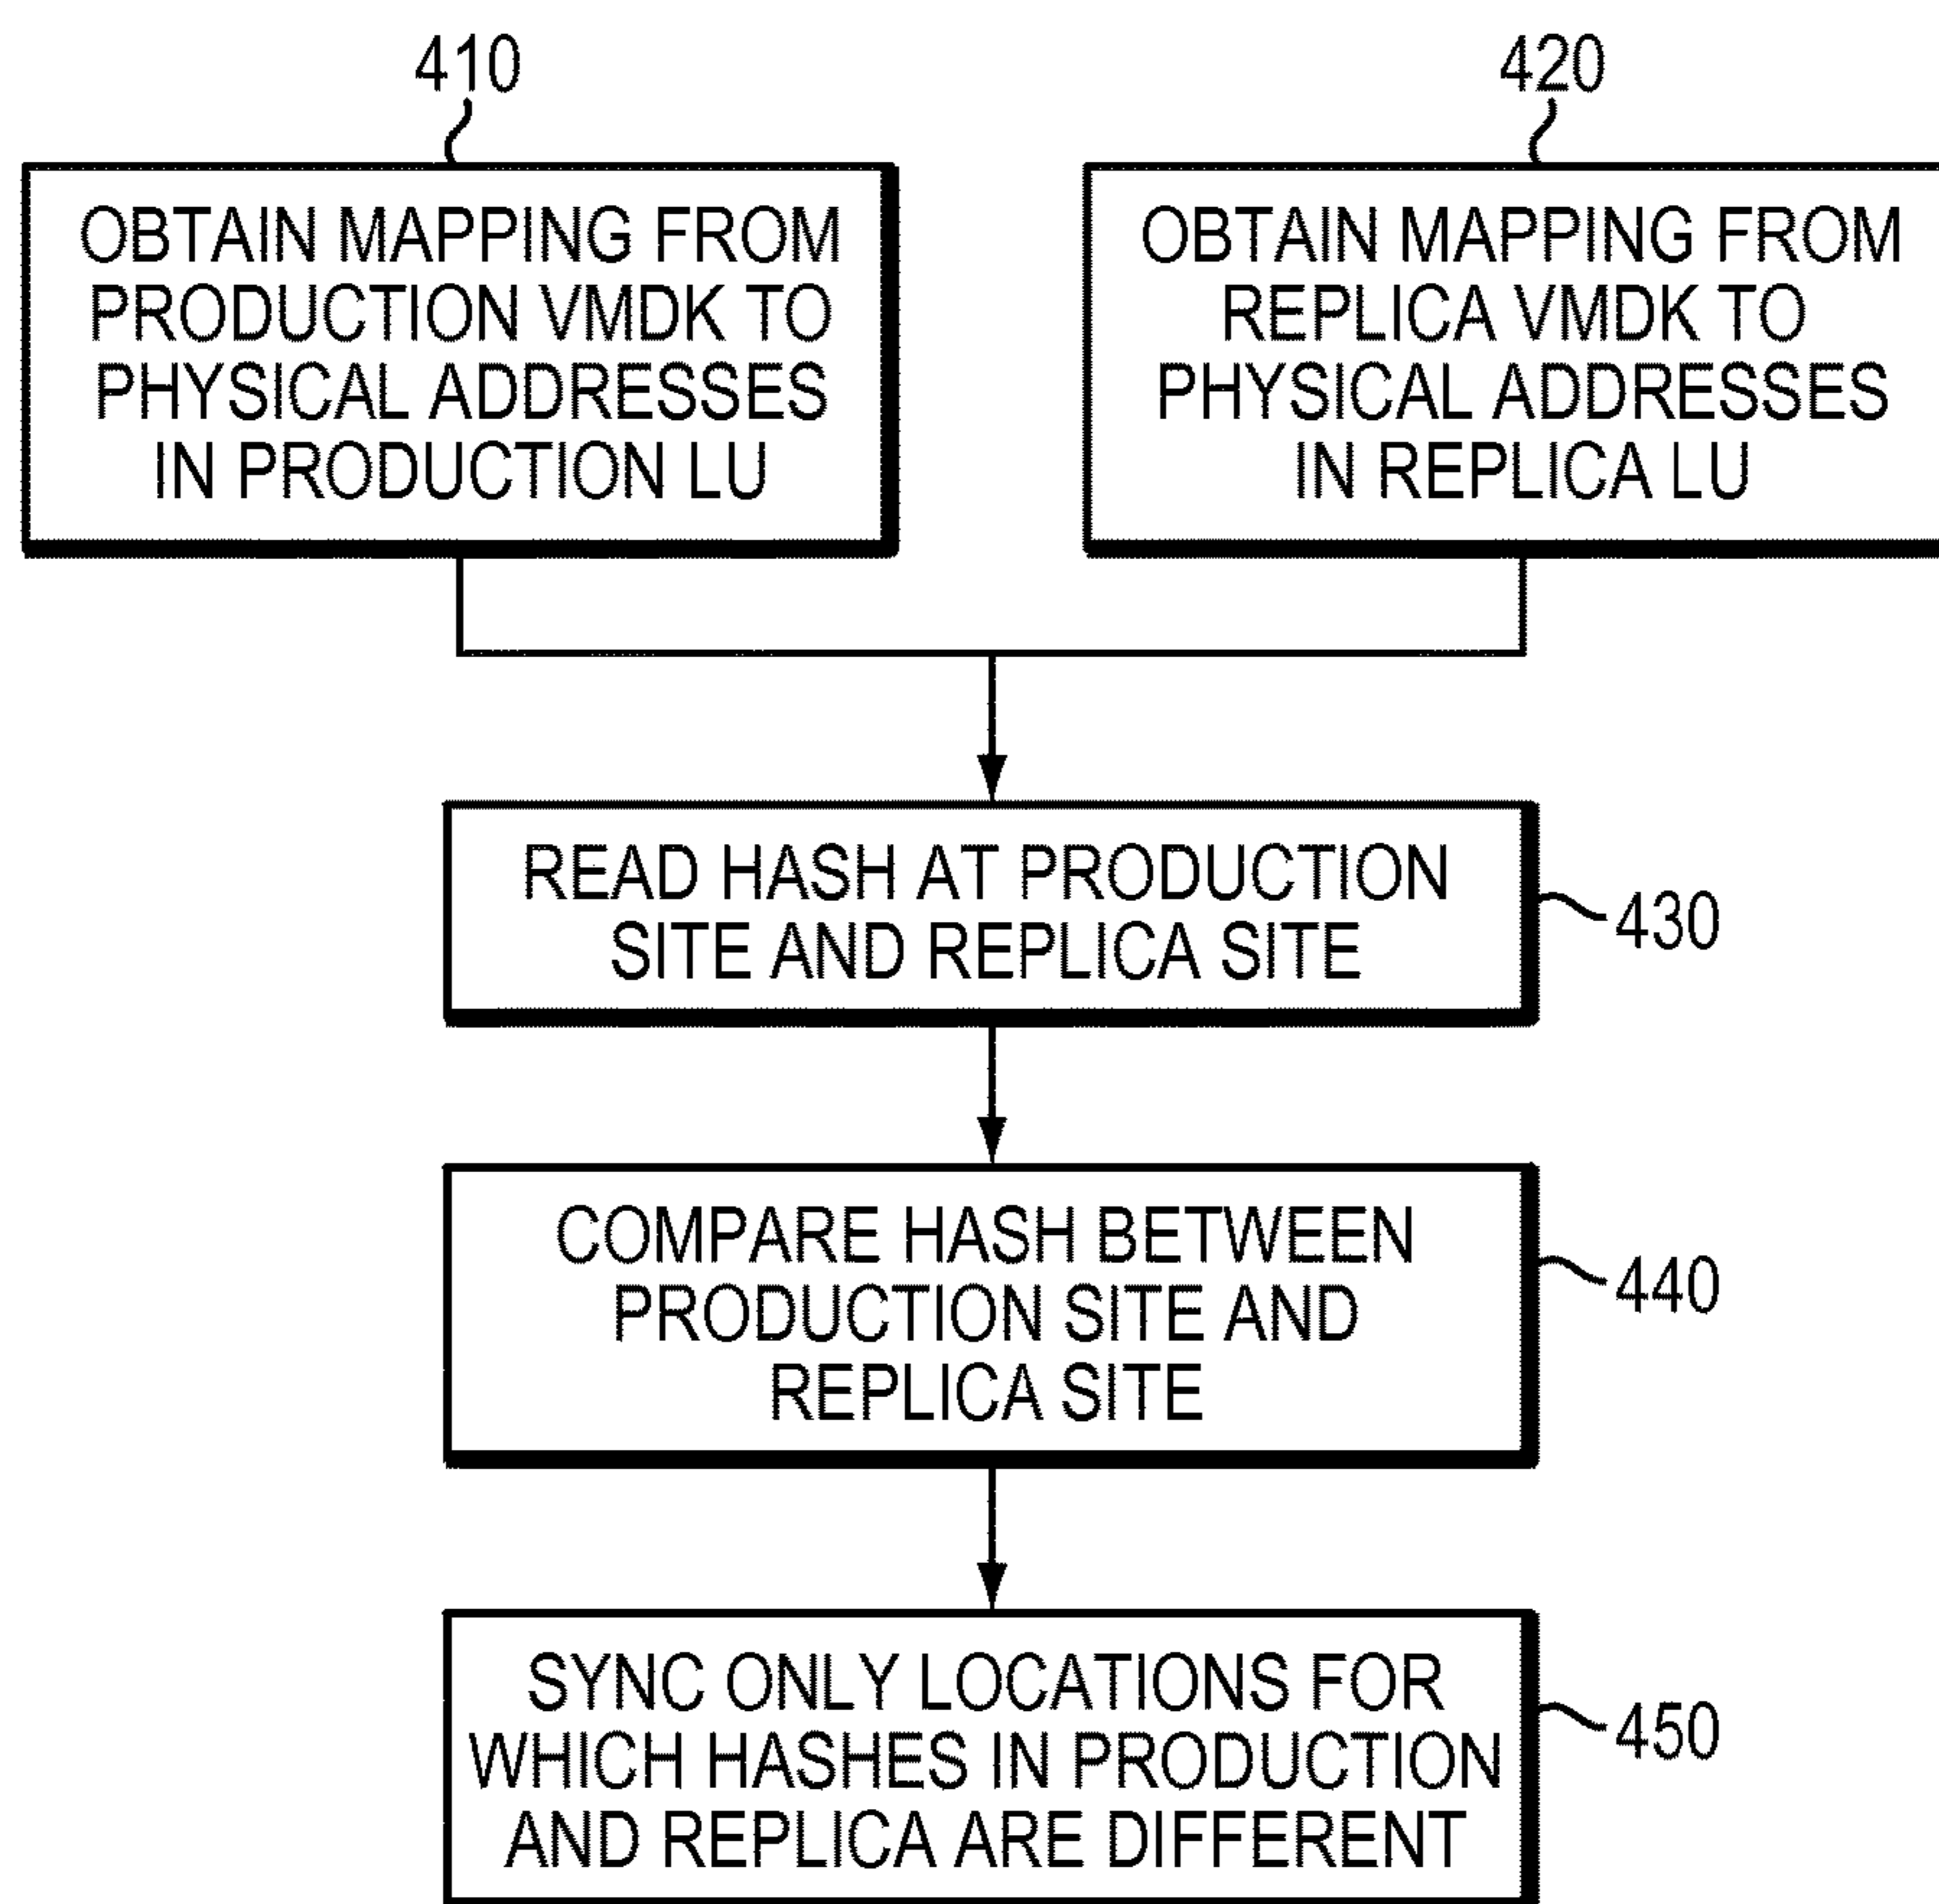 410
OBTAIN MAPPING FROM
PRODUCTION VMDK TO
PHYSICAL ADDRESSES
IN PRODUCTION LU
420
OBTAIN MAPPING FROM
REPLICA VMDK TO
PHYSICAL ADDRESSES
IN REPLICA LU
READ HASH AT PRODUCTION
SITE AND REPLICA SITE
430
COMPARE HASH BETWEEN
PRODUCTION SITE AND
REPLICA SITE
440
SYNC ONLY LOCATIONS FOR
WHICH HASHES IN PRODUCTION
AND REPLICA ARE DIFFERENT
450